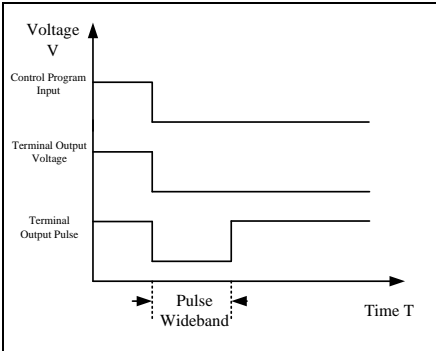 Voltage
V
Control Program
Input
Terminal Output
Voltage
Terminal
Output Pulse
Pulse
Wideband
Time T